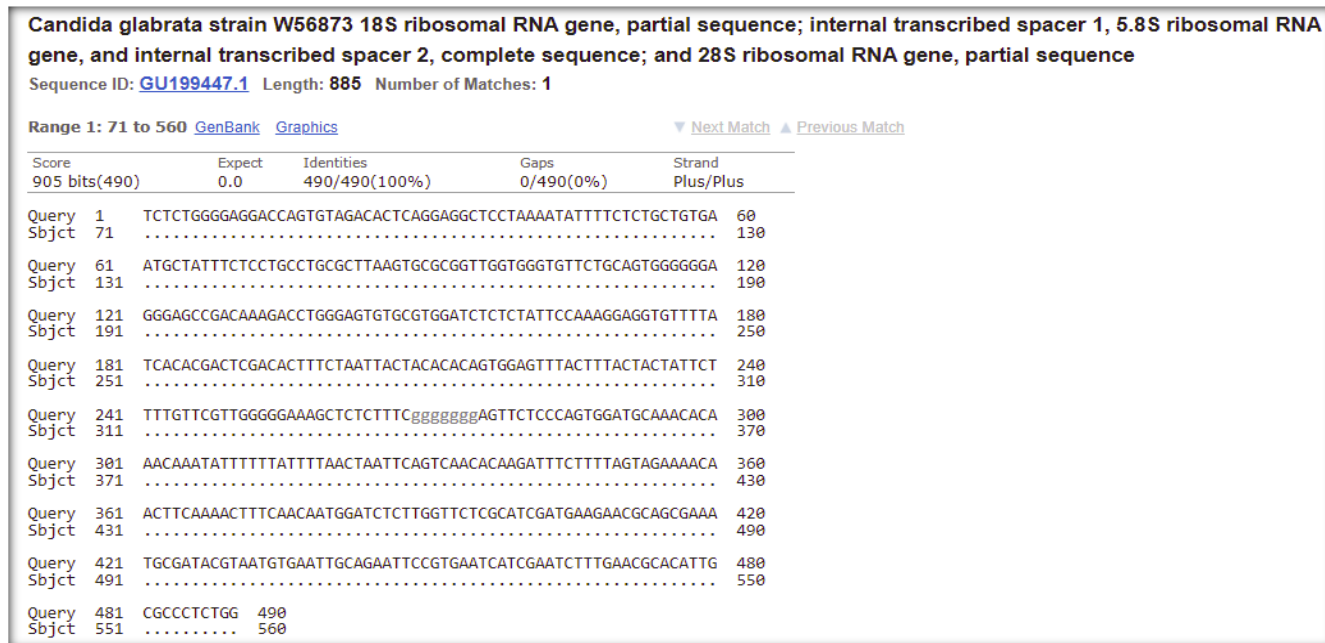 Candida glabrata strain W56873 18S ribosomal RNA gene, partial sequence; internal transcribed spacer 1, 5.8S ribosomal RNA
gene, and internal transcribed spacer 2, complete sequence; and 28S ribosomal RNA gene, partial sequence
Sequence ID: GU199447.1 Length: 885 Number of Matches: 1
Range 1: 71 to 560 GenBank Graphics ▼ Next Match ▲ Previous Match
Score Expect Identities Gaps Strand
905 bits(490) 0.0 490/490(100%) 0/490(0%) Plus/Plus
Query 1 TCTCTGGGGAGGACCAGTGTAGACACTCAGGAGGCTCCTAAAATATTTTCTCTGCTGTGA 60
Sbjct 71 ............................................................ 130
Query 61 ATGCTATTTCTCCTGCCTGCGCTTAAGTGCGCGGTTGGTGGGTGTTCTGCAGTGGGGGGA 120
Sbjct 131 ............................................................ 190
Query 121 GGGAGCCGACAAAGACCTGGGAGTGTGCGTGGATCTCTCTATTCCAAAGGAGGTGTTTTA 180
Sbjct 191 ............................................................ 250
Query 181 TCACACGACTCGACACTTTCTAATTACTACACACAGTGGAGTTTACTTTACTACTATTCT 240
Sbjct 251 ............................................................ 310
Query 241 TTTGTTCGTTGGGGGAAAGCTCTCTTTCgggggggAGTTCTCCCAGTGGATGCAAACACA 300
Sbjct 311 ............................................................ 370
Query 301 AACAAATATTTTTTATTTTAACTAATTCAGTCAACACAAGATTTCTTTTAGTAGAAAACA 360
Sbjct 371 ............................................................ 430
Query 361 ACTTCAAAACTTTCAACAATGGATCTCTTGGTTCTCGCATCGATGAAGAACGCAGCGAAA 420
Sbjct 431 ............................................................ 490
Query 421 TGCGATACGTAATGTGAATTGCAGAATTCCGTGAATCATCGAATCTTTGAACGCACATTG 480
Sbjct 491 ............................................................ 550
Query 481 CGCCCTCTGG 490
Sbjct 551 .......... 560